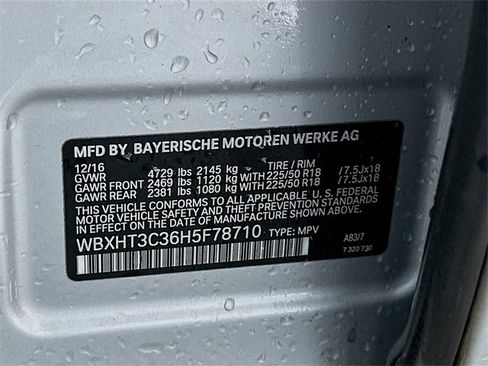 MFD BY BAYERISCHE MOTOREN WERKE AG
12/16 TIRE / RIM
GVWR 4729 lbs 2145 kg
GAWR FRONT 2469 lbs 1120 kg WITH 225/50 R18 /7.5Jx18
GAWR REAR 2381 lbs 1080 kg WITH 225/50 R18 /7.5Jx18
THIS VEHICLE CONFORMS TO ALL APPLICABLE U.S. FEDERAL
MOTOR VEHICLE SAFETY STANDARDS
IN EFFECT ON THE DATE OF MANUFACTURE SHOWN ABOVE.
WBXHT3C36H5F78710 TYPE: MPV A83/7
7 320 730